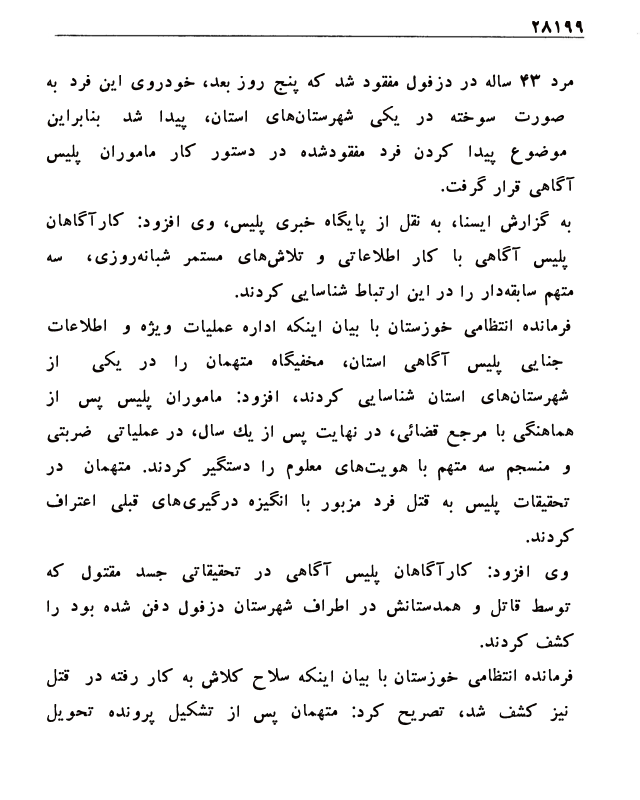 ۲۸۱۹۹
مرد ۴۳ ساله در دزفول مفقود شد که پنج روز بعد، خودروی این فرد به
صورت سوخته در یکی شهرستان‌های استان، پیدا شد بنابراین
موضوع پیدا کردن فرد مفقودشده در دستور کار ماموران پلیس
آگاهی قرار گرفت.
به گزارش ایسنا، به نقل از پایگاه خبری پلیس، وی افزود: کارآگاهان
پلیس آگاهی با کار اطلاعاتی و تلاش‌های مستمر شبانه‌روزی، سه
متهم سابقه‌دار را در این ارتباط شناسایی کردند.
فرمانده انتظامی خوزستان با بیان اینکه اداره عملیات ویژه و اطلاعات
جنایی پلیس آگاهی استان، مخفیگاه متهمان را در یکی از
شهرستان‌های استان شناسایی کردند، افزود: ماموران پلیس پس از
هماهنگی با مرجع قضائی، در نهایت پس از یك سال، در عملیاتی ضربتی
و منسجم سه متهم با هویت‌های معلوم را دستگیر کردند. متهمان در
تحقیقات پلیس به قتل فرد مزبور با انگیزه درگیری‌های قبلی اعتراف
کردند.
وی افزود: کارآگاهان پلیس آگاهی در تحقیقاتی جسد مقتول که
توسط قاتل و همدستانش در اطراف شهرستان دزفول دفن شده بود را
کشف کردند.
فرمانده انتظامی خوزستان با بیان اینکه سلاح کلاش به کار رفته در قتل
نیز کشف شد، تصریح کرد: متهمان پس از تشکیل پرونده تحویل